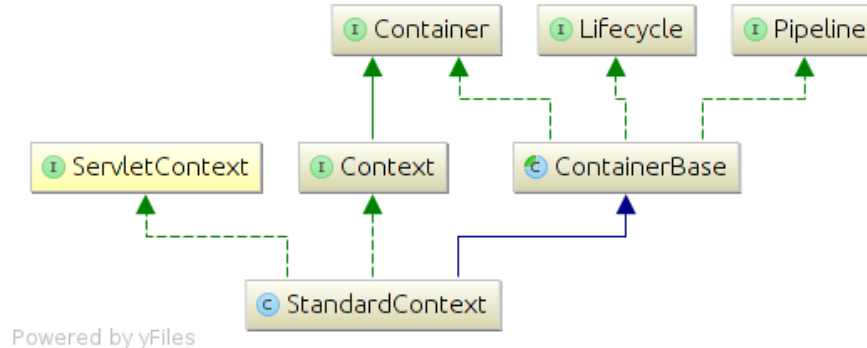 I Container
I Lifecycle
I Pipeline
I ServletContext
I Context
C ContainerBase
C StandardContext
Powered by yFiles